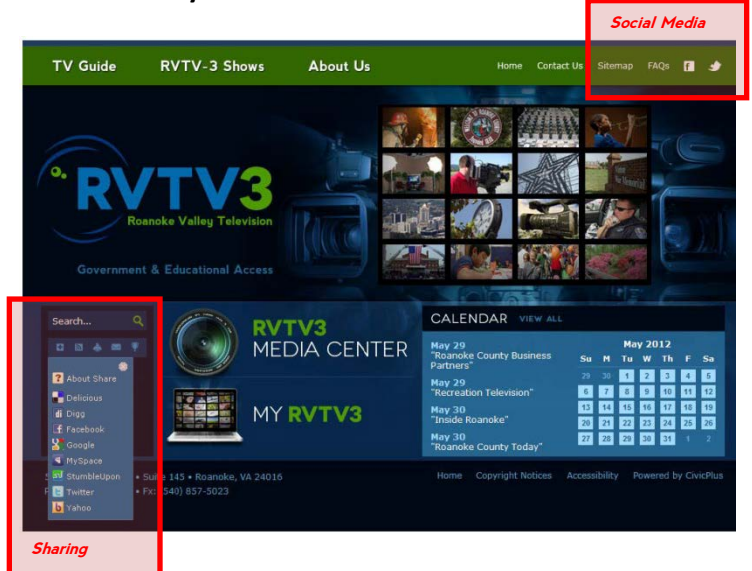 Social Media
TV Guide RVTV-3 Shows About Us Home Contact Us Sitemap FAQs
RVTV3
Roanoke Valley Television
Government & Educational Access
Search...
About Share
Delicious
Digg
Facebook
Google
MySpace
StumbleUpon
Twitter
Yahoo
RVTV3
MEDIA CENTER
MY RVTV3
CALENDAR VIEW ALL
May 29
"Roanoke County Business
Partners"
May 29
"Recreation Television"
May 30
"Inside Roanoke"
May 30
"Roanoke County Today"
May 2012
Su M Tu W Th F Sa
29 30 1 2 3 4 5
6 7 8 9 10 11 12
13 14 15 16 17 18 19
20 21 22 23 24 25 26
27 28 29 30 31 1 2
• Suite 145 • Roanoke, VA 24016
• Fx: (540) 857-5023
Home Copyright Notices Accessibility Powered by CivicPlus
Sharing